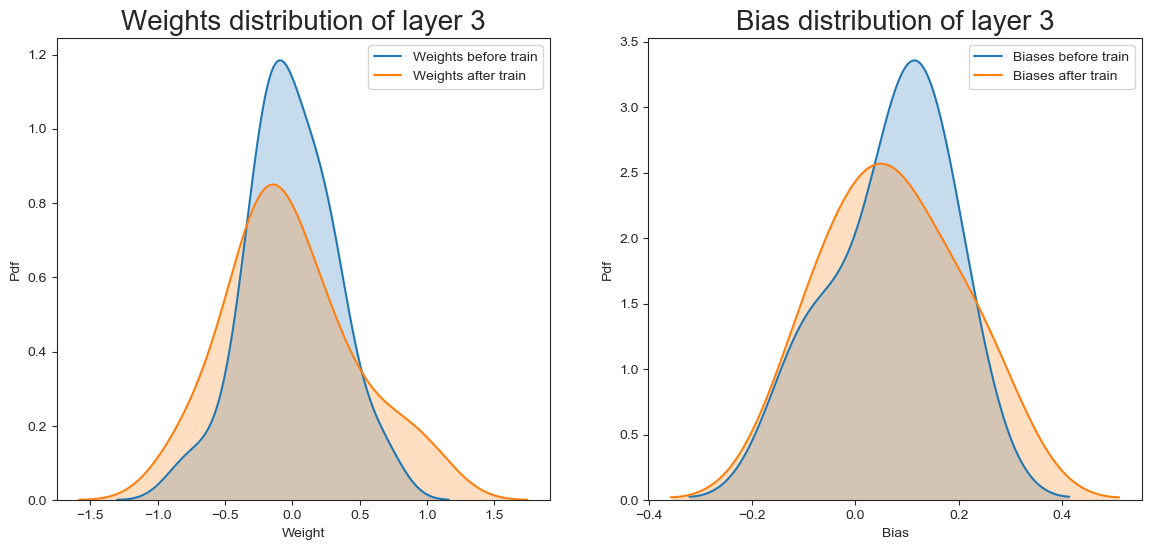 Weights distribution of layer 3
Weights before train
Weights after train
1.2
1.0
0.8
0.6
0.4
0.2
0.0
Pdf
−1.5 −1.0 −0.5 0.0 0.5 1.0 1.5
Weight
Bias distribution of layer 3
Biases before train
Biases after train
3.5
3.0
2.5
2.0
1.5
1.0
0.5
0.0
Pdf
−0.4 −0.2 0.0 0.2 0.4
Bias